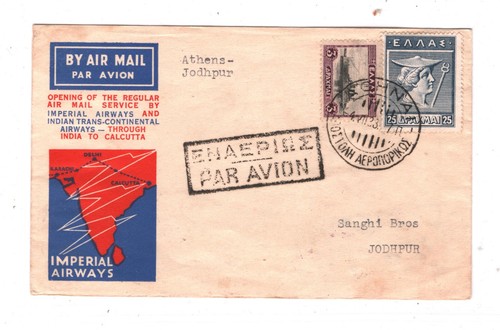 BY AIR MAIL
PAR AVION
Athens-
Jodhpur
OPENING OF THE REGULAR
AIR MAIL SERVICE BY
IMPERIAL AIRWAYS AND
INDIAN TRANS-CONTINENTAL
AIRWAYS — THROUGH
INDIA TO CALCUTTA
DELHI
KARACHI
CALCUTTA
IMPERIAL
AIRWAYS
ΕΝΑΕΡΙΩΣ
PAR AVION
ΕΛΛΑΣ
25 ΔΡΑΧΜΑΙ 25
ΑΕΡΟΠΟΡΙΚΩΣ
Sanghi Bros
JODHPUR